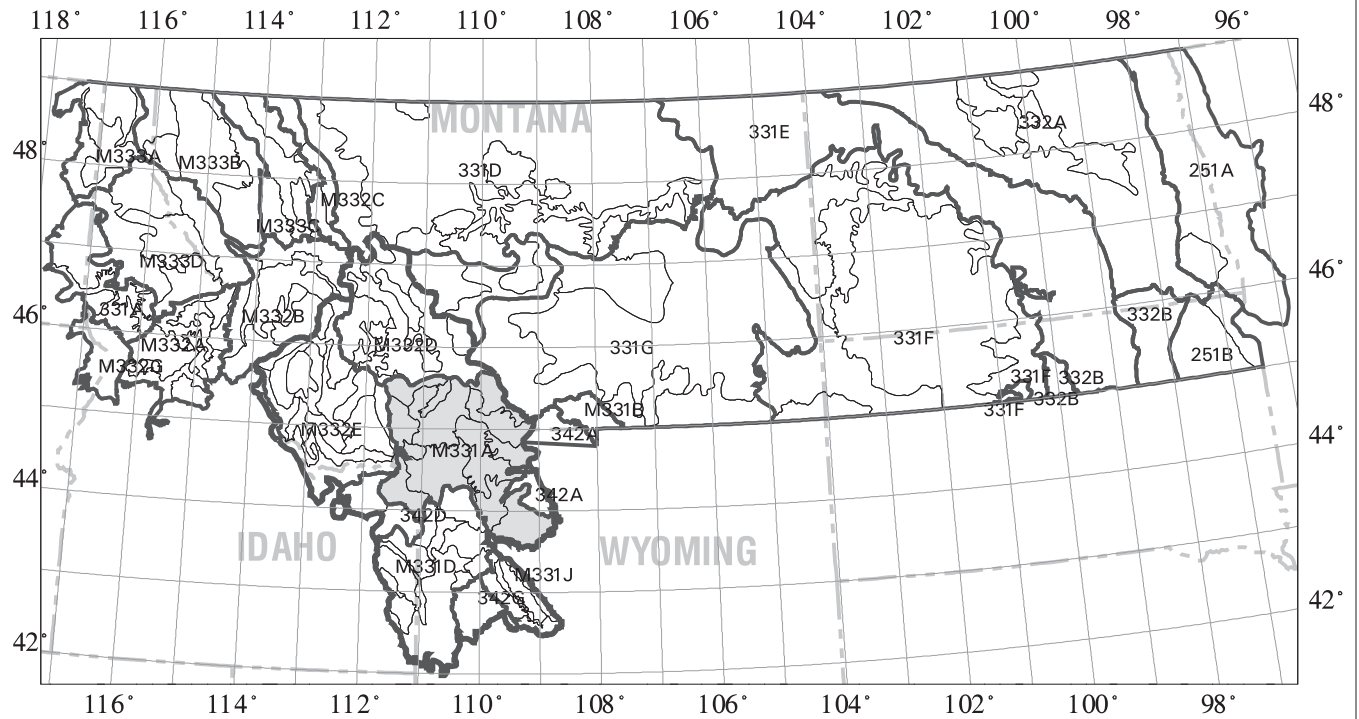 118° 116° 114° 112° 110° 108° 106° 104° 102° 100° 98° 96°
48° 48°
MONTANA
331E
332A
M333A M333B
331D
251A
M332C
M333C
M333D
46° 46°
331A
M332B
332B
M332A
M332D
331G
331F
251B
M332G
331F 332B
332B
331F
M331B
M332E
342A
44° 44°
M331A
342A
342D
IDAHO
WYOMING
M331D
M331J
342G
42° 42°
116° 114° 112° 110° 108° 106° 104° 102° 100° 98°